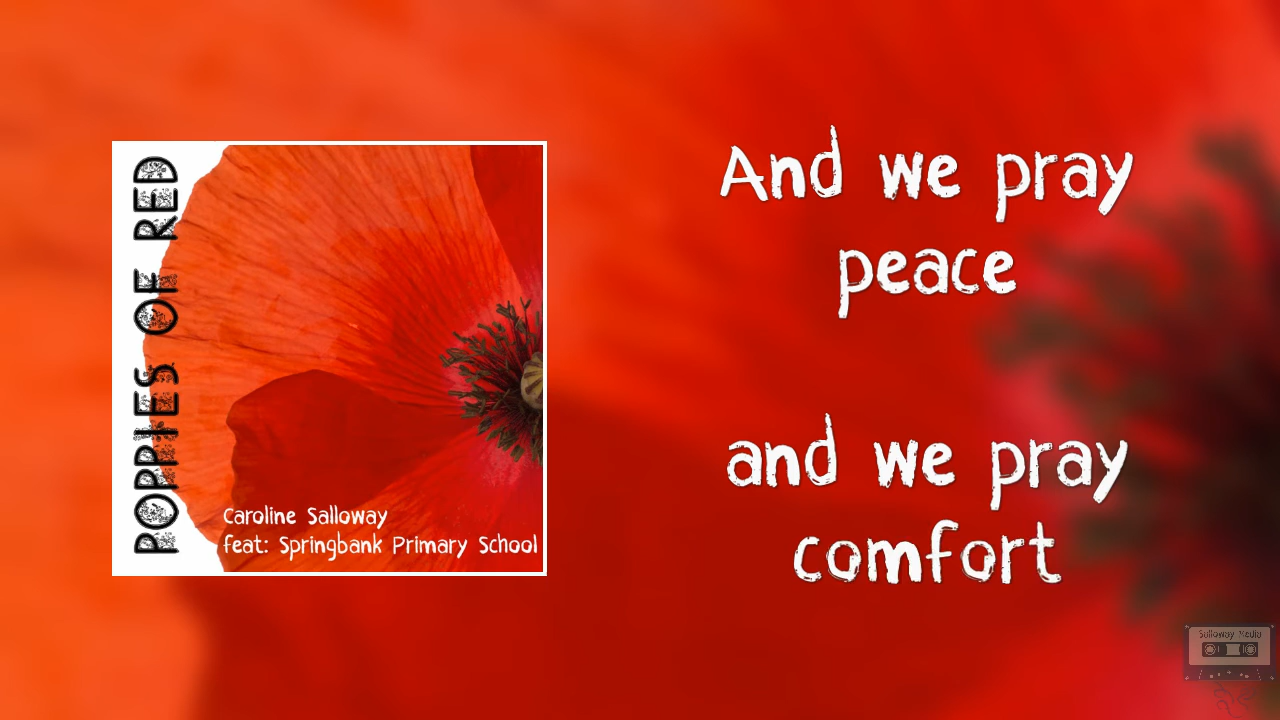 POPPIES OF RED
Caroline Salloway
feat: Springbank Primary School
And we pray
peace
and we pray
comfort
Salloway Media